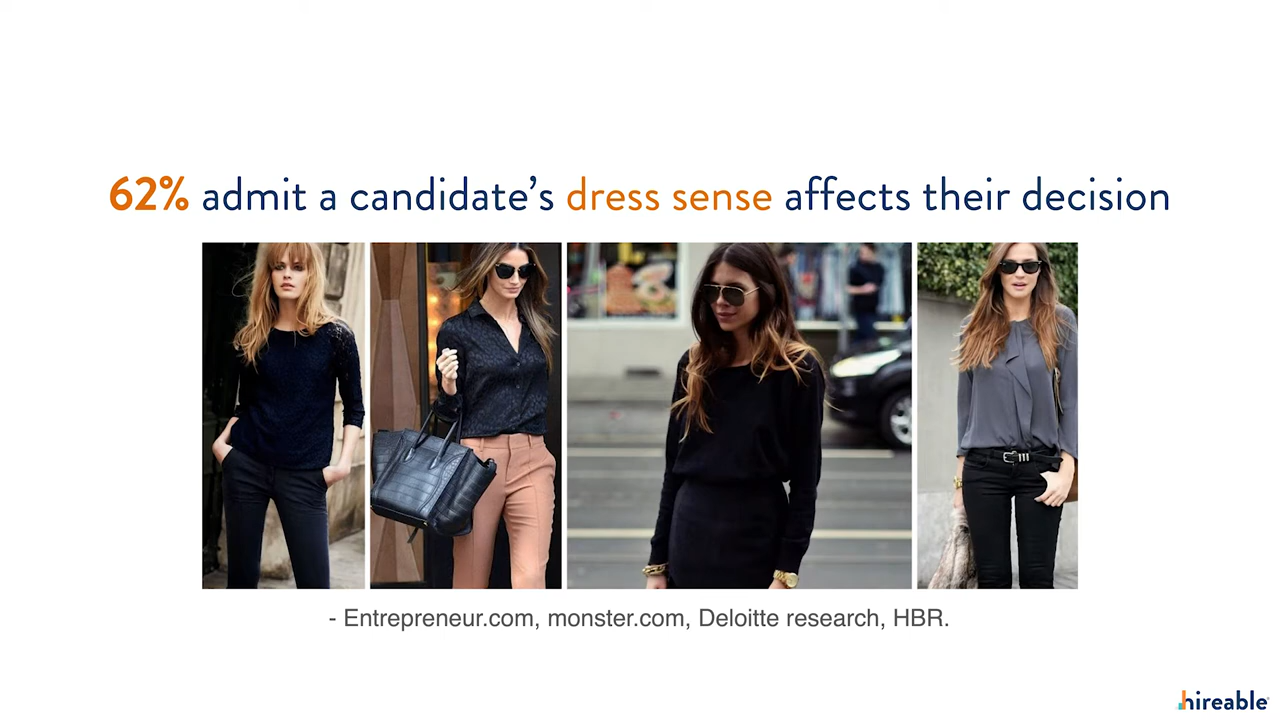 62% admit a candidate’s dress sense affects their decision
- Entrepreneur.com, monster.com, Deloitte research, HBR.
hireable